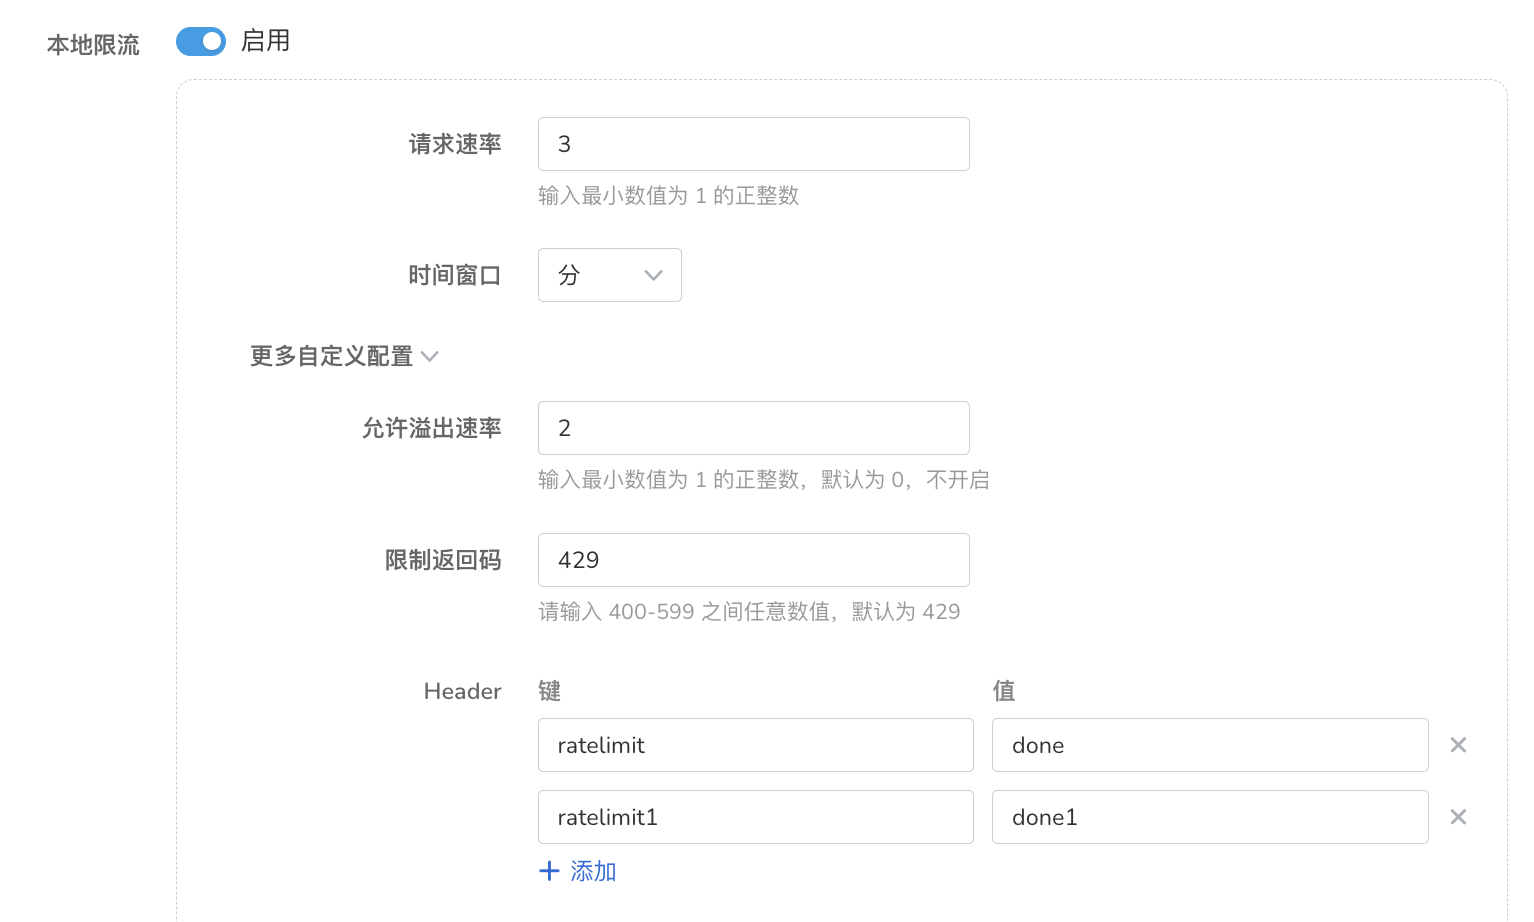 本地限流 启用
请求速率 3
输入最小数值为 1 的正整数
时间窗口 分
更多自定义配置
允许溢出速率 2
输入最小数值为 1 的正整数，默认为 0，不开启
限制返回码 429
请输入 400-599 之间任意数值，默认为 429
Header 键 值
ratelimit done
ratelimit1 done1
添加